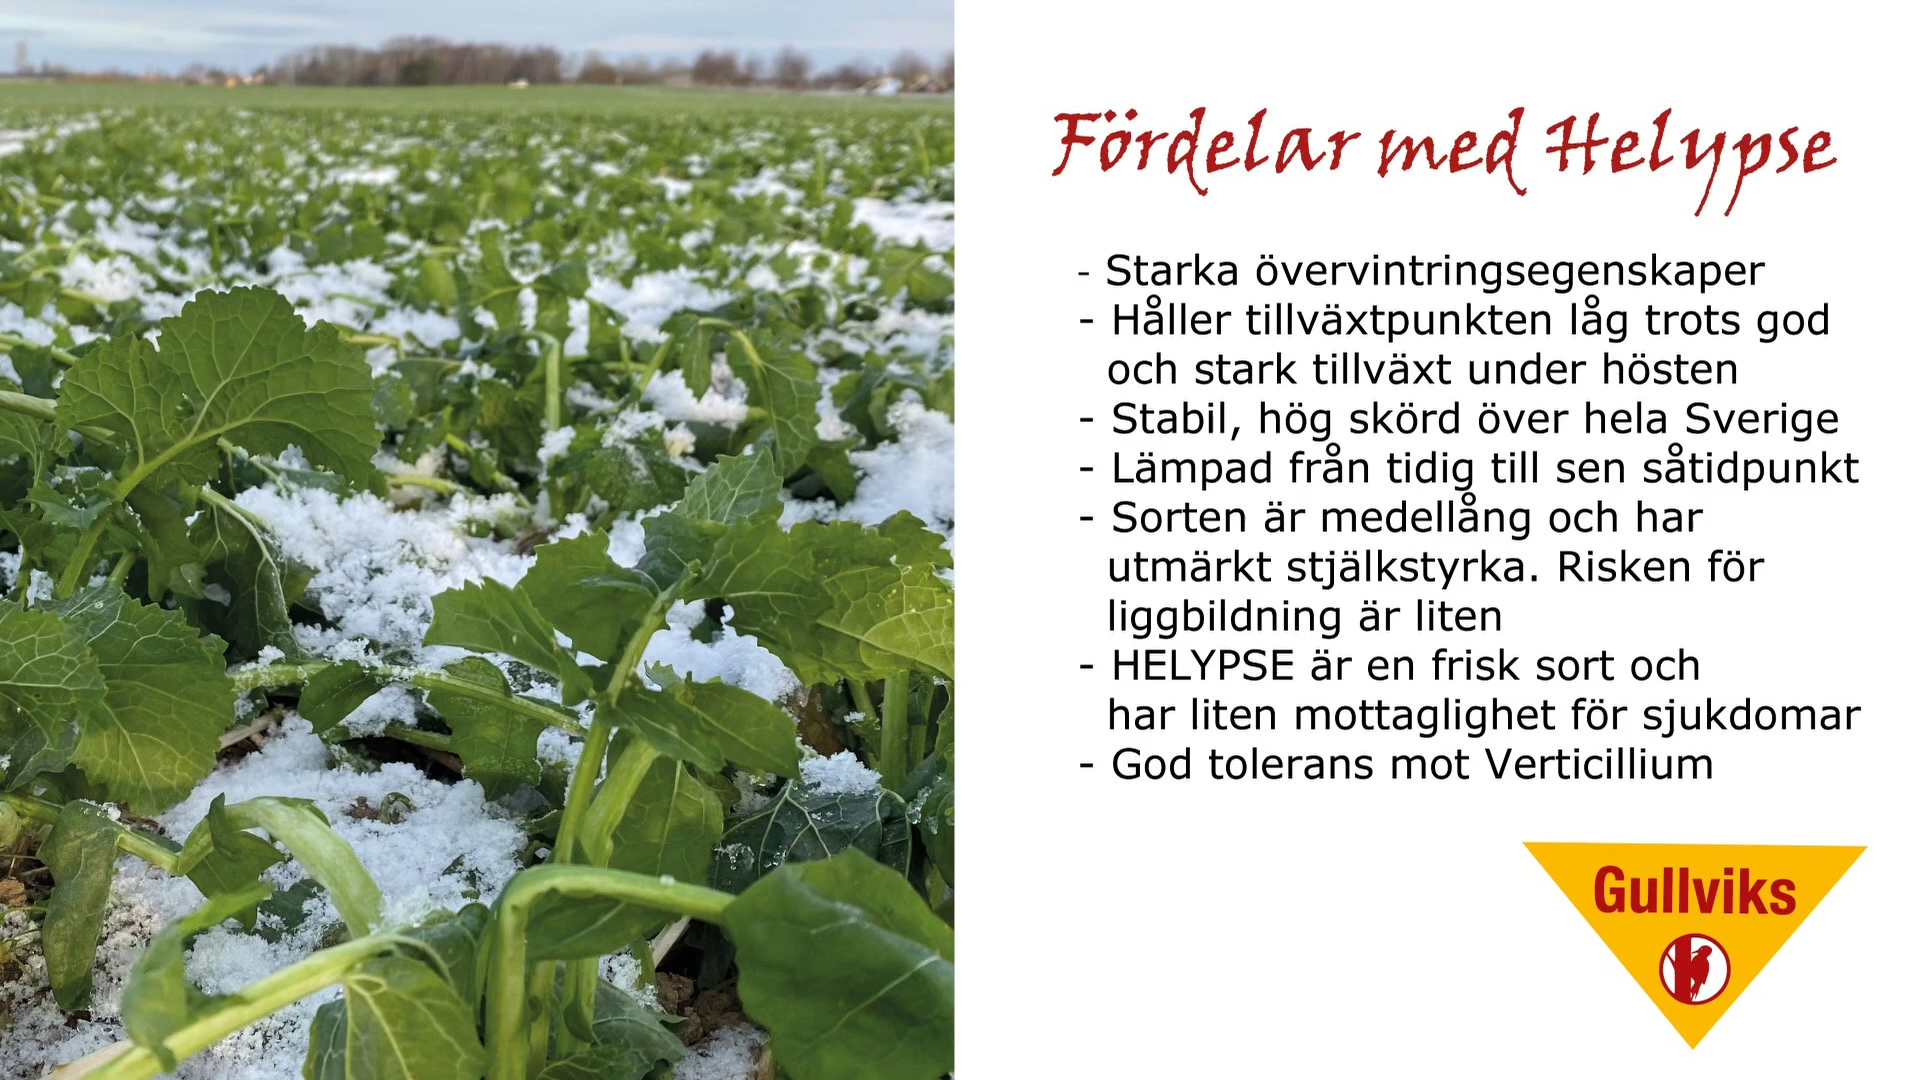 Fördelar med Helypse
- Starka övervintringsegenskaper
- Håller tillväxtpunkten låg trots god
och stark tillväxt under hösten
- Stabil, hög skörd över hela Sverige
- Lämpad från tidig till sen såtidpunkt
- Sorten är medellång och har
utmärkt stjälkstyrka. Risken för
liggbildning är liten
- HELYPSE är en frisk sort och
har liten mottaglighet för sjukdomar
- God tolerans mot Verticillium
Gullviks